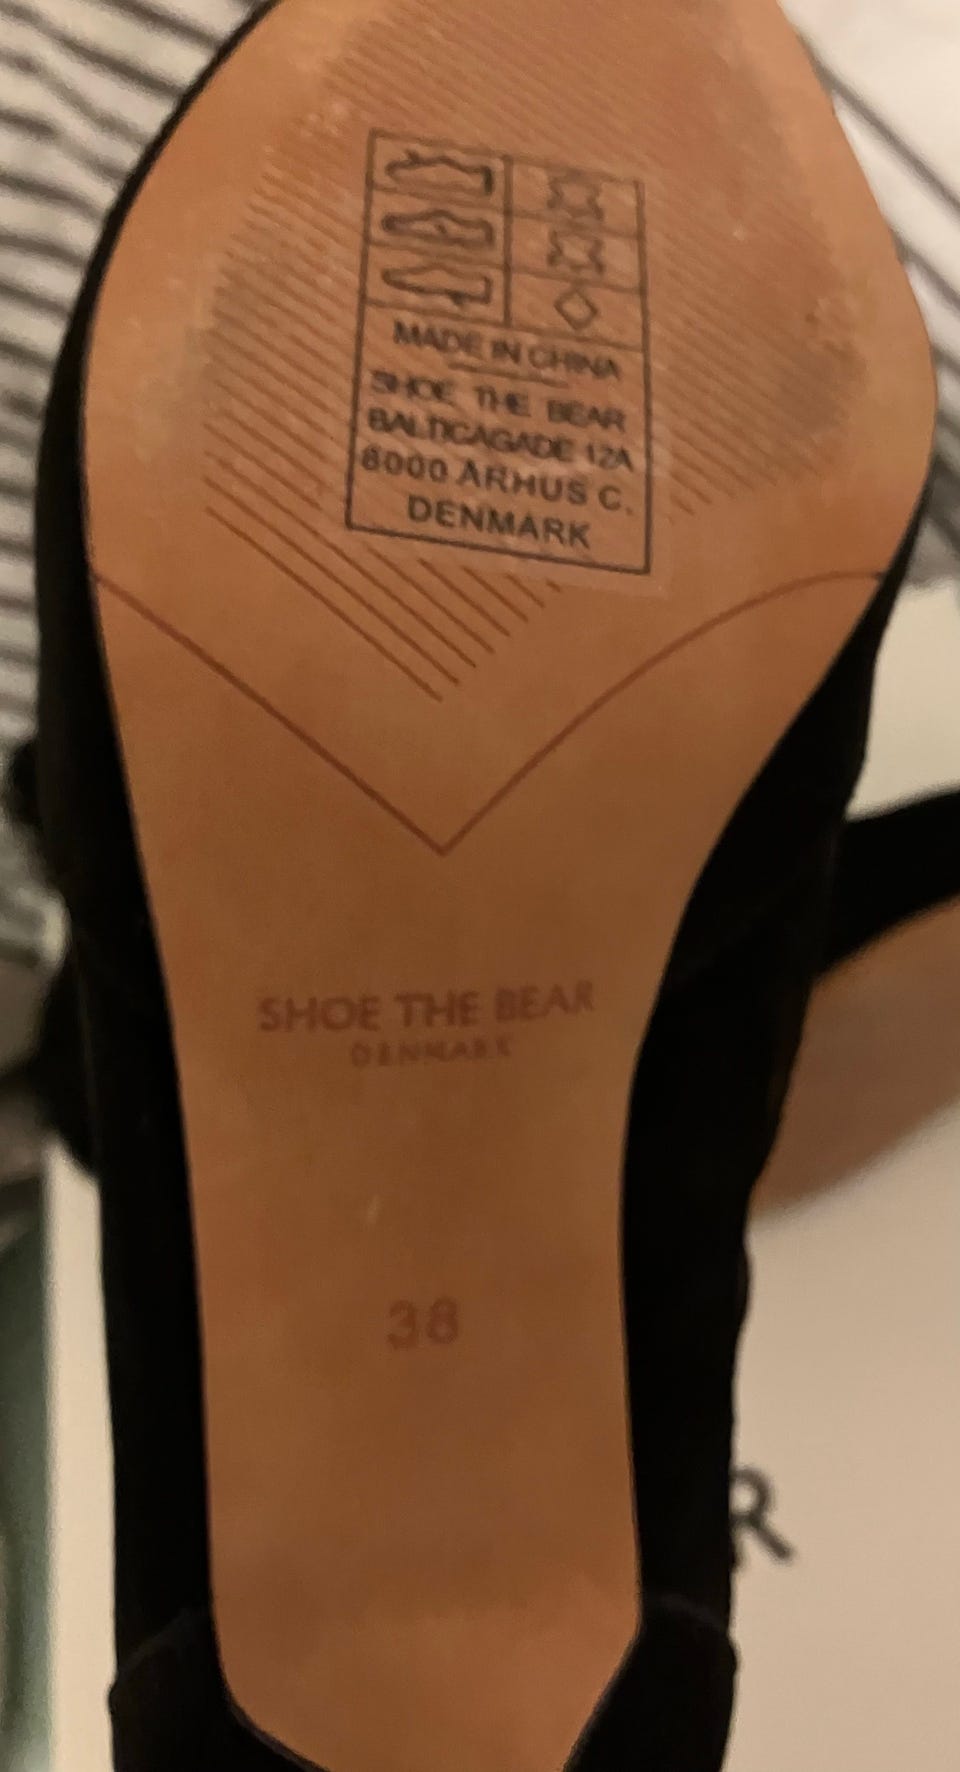 MADE IN CHINA
SHOE THE BEAR
BALTICAGADE 12A
8000 ARHUS C.
DENMARK
SHOE THE BEAR
DENMARK
38
R